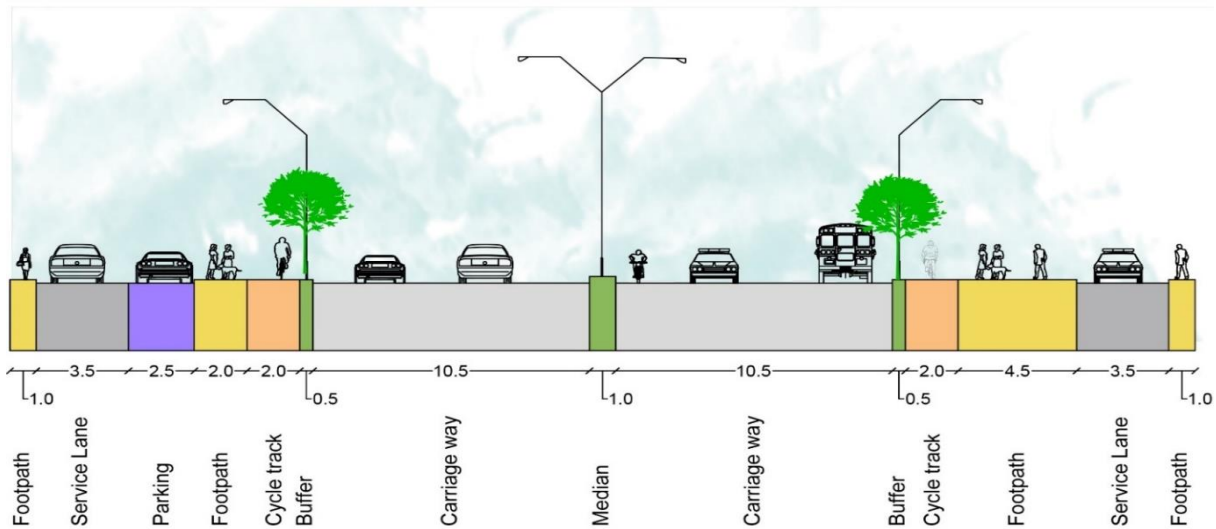 3.5 2.5 2.0 2.0 10.5 10.5 2.0 4.5 3.5
1.0 0.5 1.0 0.5 1.0
Footpath
Service Lane
Parking
Footpath
Cycle track
Buffer
Carriage way
Median
Carriage way
Buffer
Cycle track
Footpath
Service Lane
Footpath